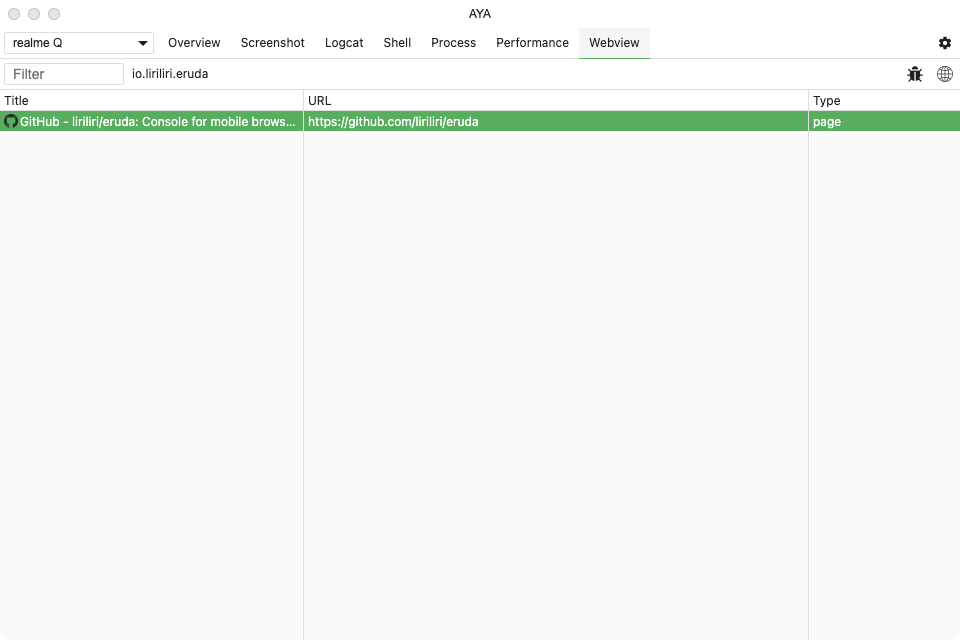 AYA
realme Q Overview Screenshot Logcat Shell Process Performance Webview
Filter io.liriliri.eruda
Title URL Type
GitHub - liriliri/eruda: Console for mobile brows... https://github.com/liriliri/eruda page